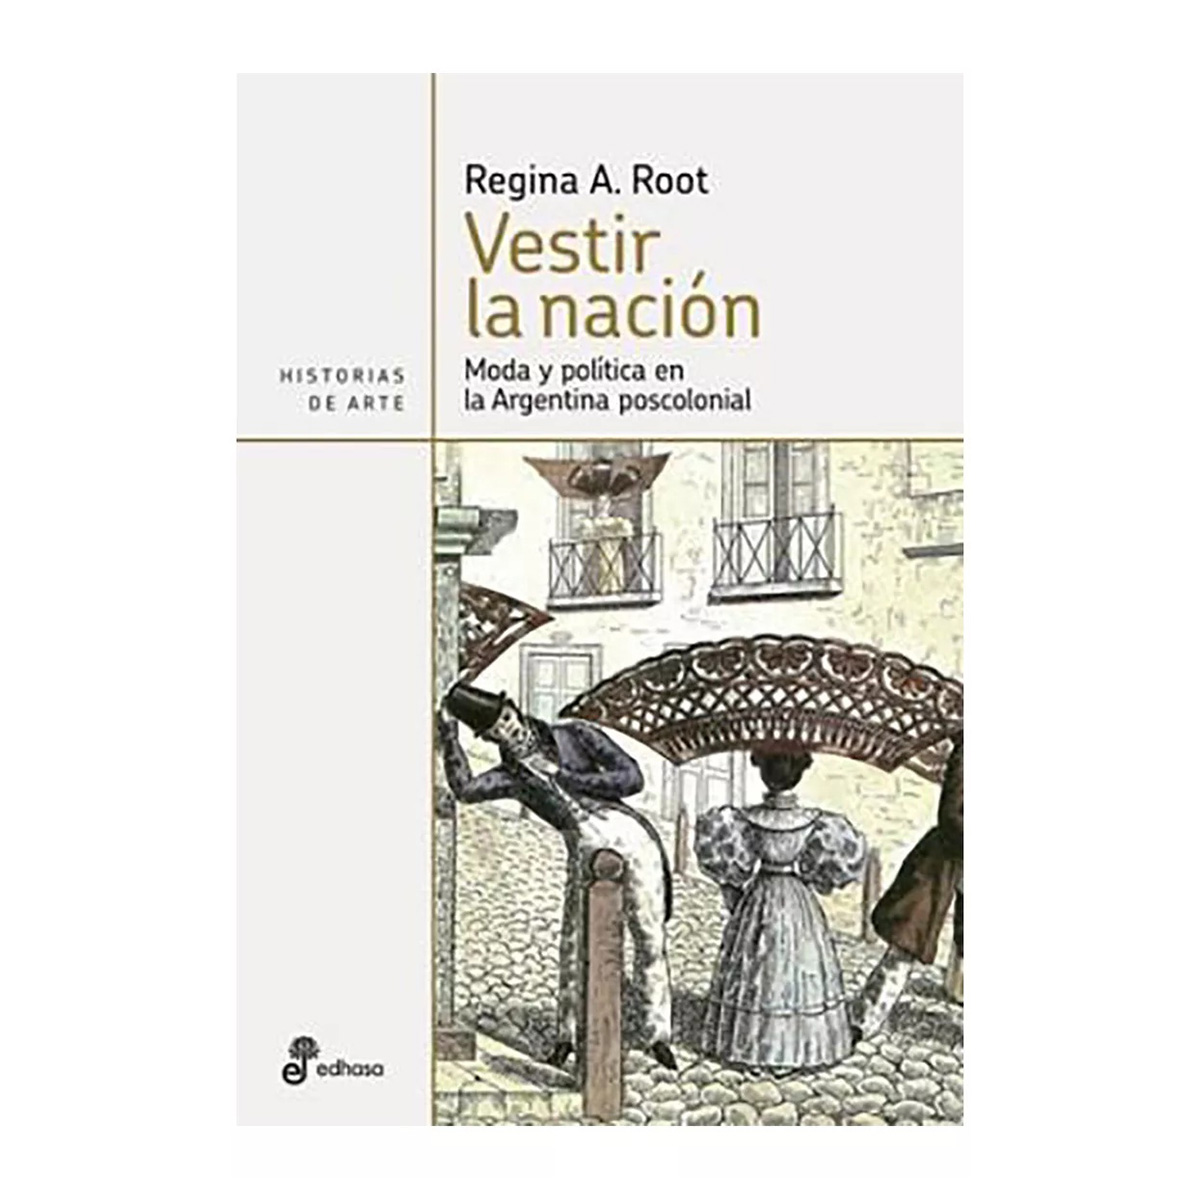 Regina A. Root
Vestir
la nación
Moda y política en
la Argentina poscolonial
HISTORIAS
DE ARTE
edhasa